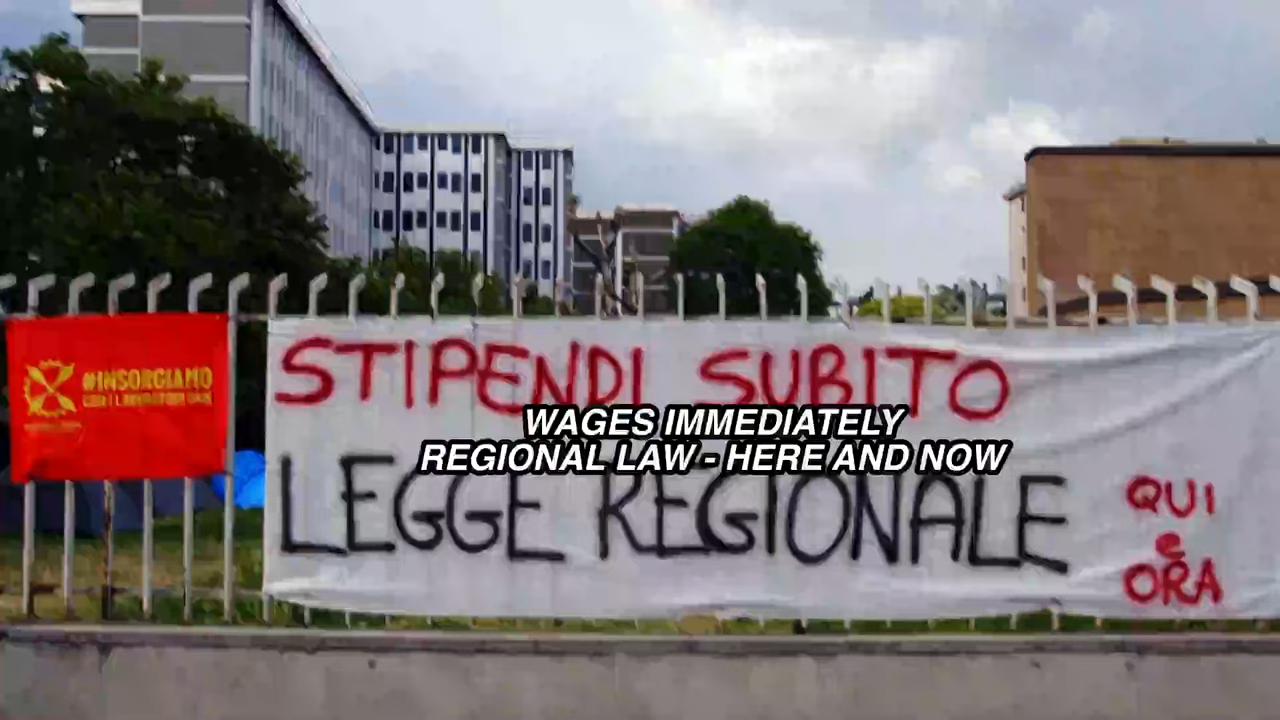 #INSORGIAMO
STIPENDI SUBITO
WAGES IMMEDIATELY
REGIONAL LAW - HERE AND NOW
LEGGE REGIONALE
QUI
e
ORA